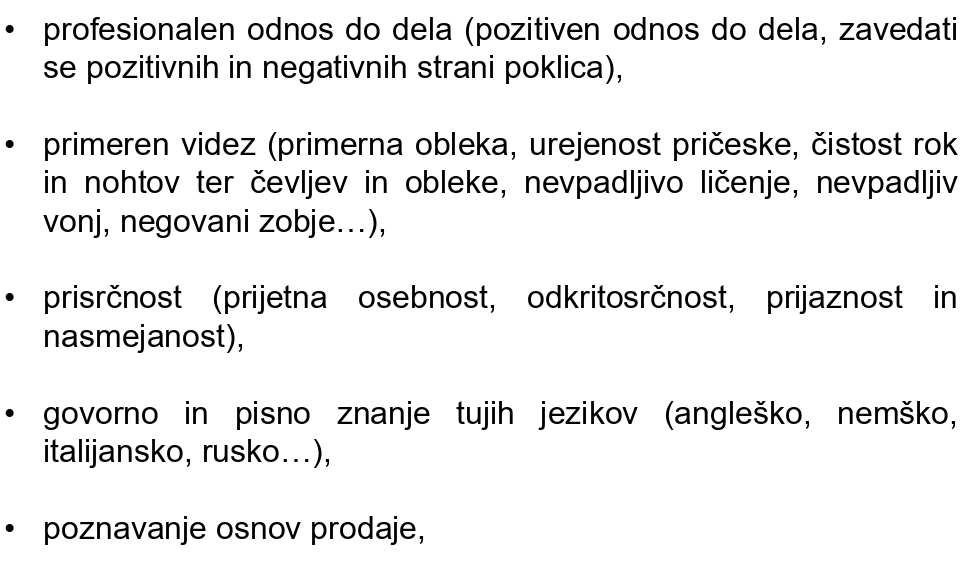 • profesionalen odnos do dela (pozitiven odnos do dela, zavedati
se pozitivnih in negativnih strani poklica),
• primeren videz (primerna obleka, urejenost pričeske, čistost rok
in nohtov ter čevljev in obleke, nevpadljivo ličenje, nevpadljiv
vonj, negovani zobje…),
• prisrčnost (prijetna osebnost, odkritosrčnost, prijaznost in
nasmejanost),
• govorno in pisno znanje tujih jezikov (angleško, nemško,
italijansko, rusko…),
• poznavanje osnov prodaje,